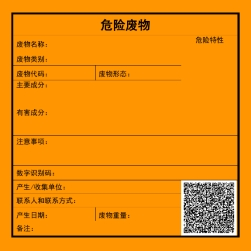 危险废物
废物名称：
危险特性
废物类别：
废物代码：
废物形态：
主要成分：
有害成分：
注意事项：
数字识别码：
产生/收集单位：
联系人和联系方式：
产生日期：
废物重量：
备注：